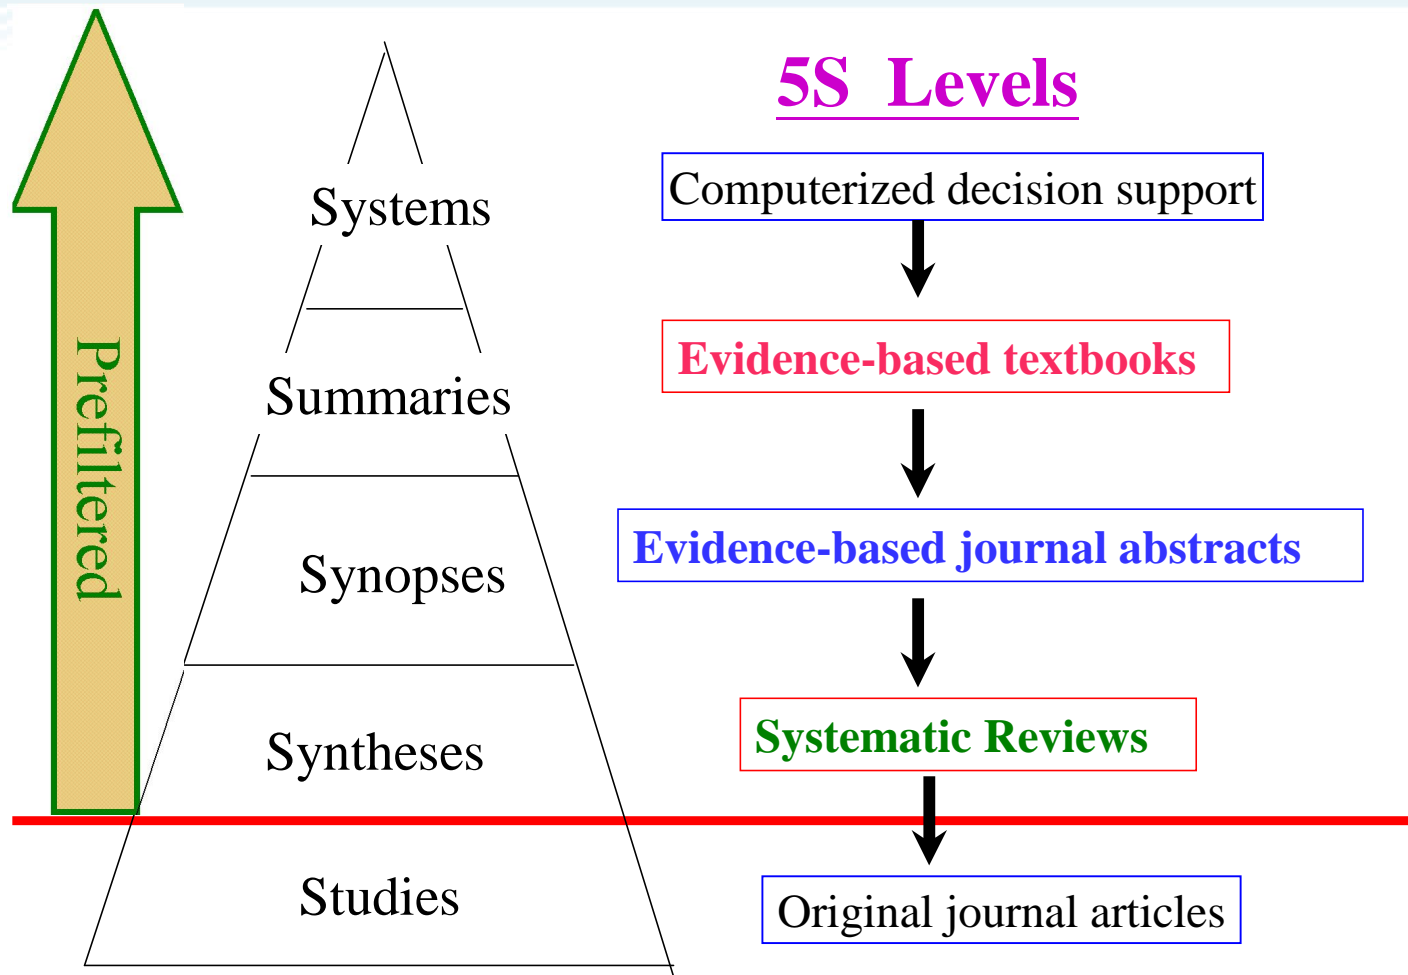 5S Levels
Prefiltered
Systems
Computerized decision support
Summaries
Evidence-based textbooks
Synopses
Evidence-based journal abstracts
Syntheses
Systematic Reviews
Studies
Original journal articles